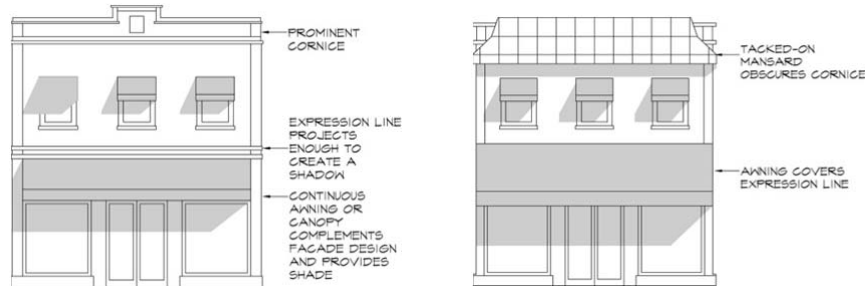 PROMINENT
CORNICE
EXPRESSION LINE
PROJECTS
ENOUGH TO
CREATE A
SHADOW
CONTINUOUS
AWNING OR
CANOPY
COMPLEMENTS
FACADE DESIGN
AND PROVIDES
SHADE
TACKED-ON
MANSARD
OBSCURES CORNICE
AWNING COVERS
EXPRESSION LINE